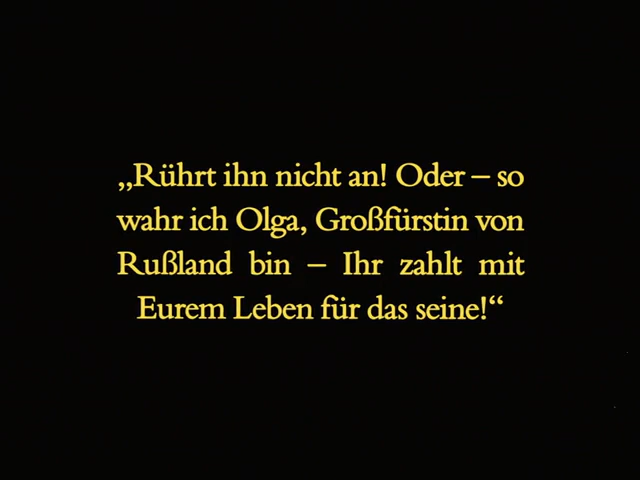 „Rührt ihn nicht an! Oder – so
wahr ich Olga, Großfürstin von
Rußland bin – Ihr zahlt mit
Eurem Leben für das seine!“